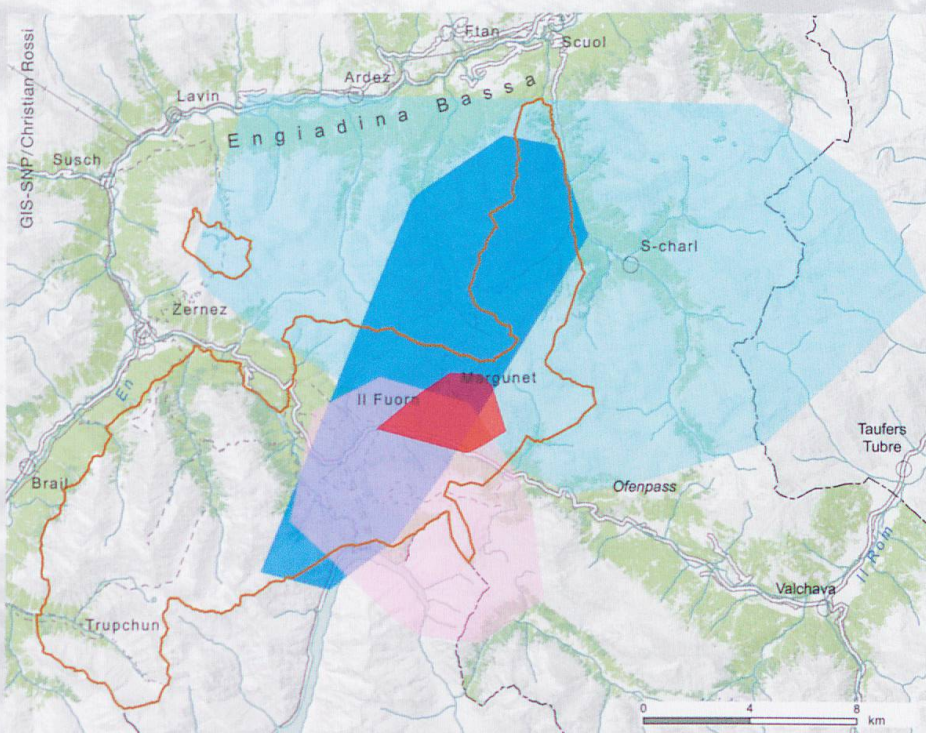 GIS-SNP/Christian Rossi
Ftan
Scuol
Ardez
Lavin
Engiadina Bassa
Susch
S-charl
Zernez
En
Margunet
Il Fuorn
Taufers
Tubre
Brail
Ofenpass
Il Rom
Valchava
Trupchun
0 4 8
km